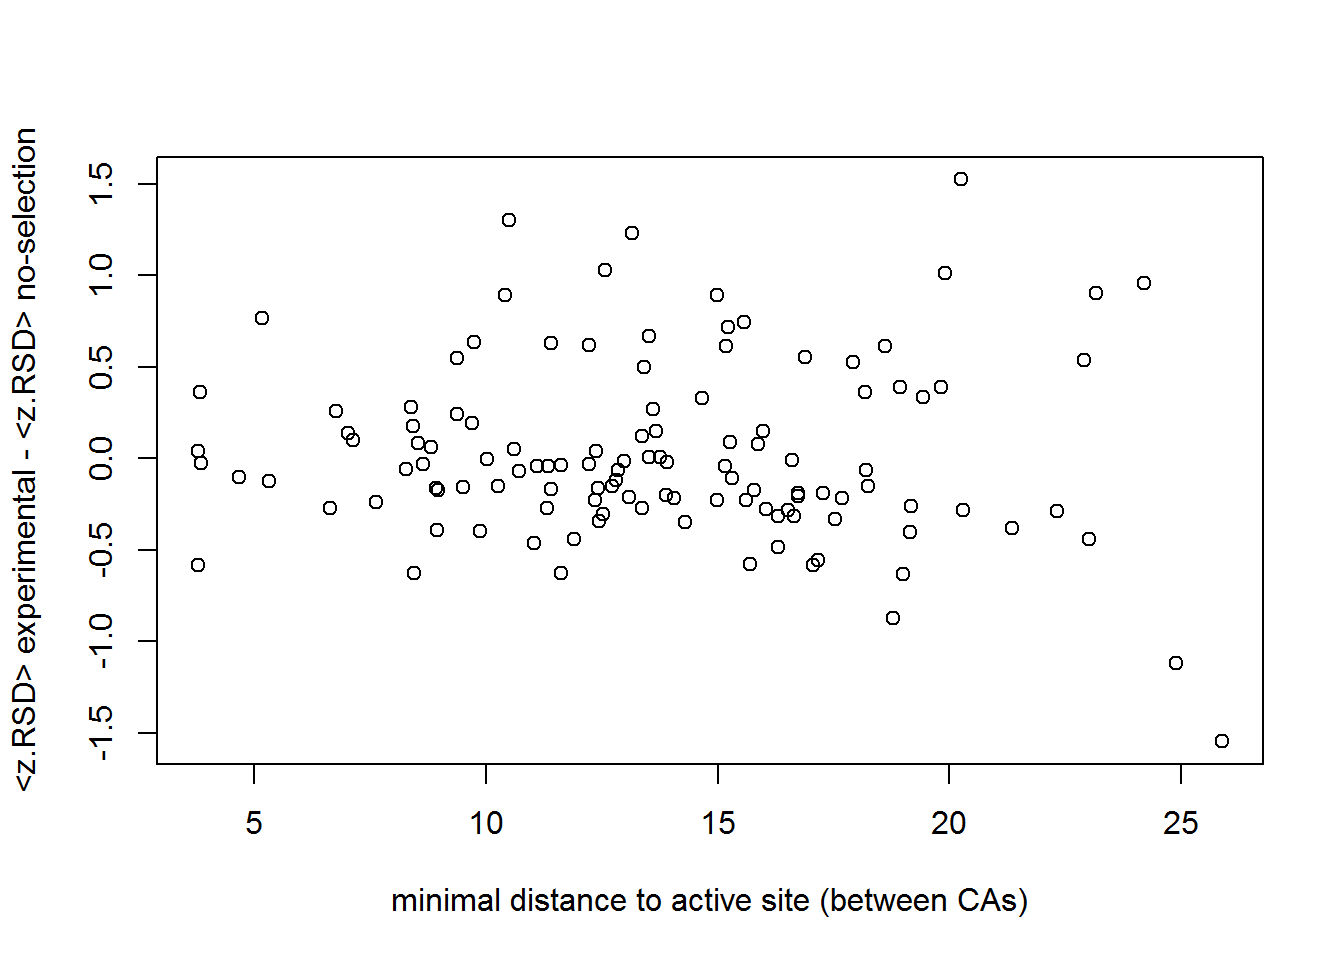 <z.RSD> experimental - <z.RSD> no-selection
1.5
1.0
0.5
0.0
-0.5
-1.0
-1.5
5 10 15 20 25
minimal distance to active site (between CAs)